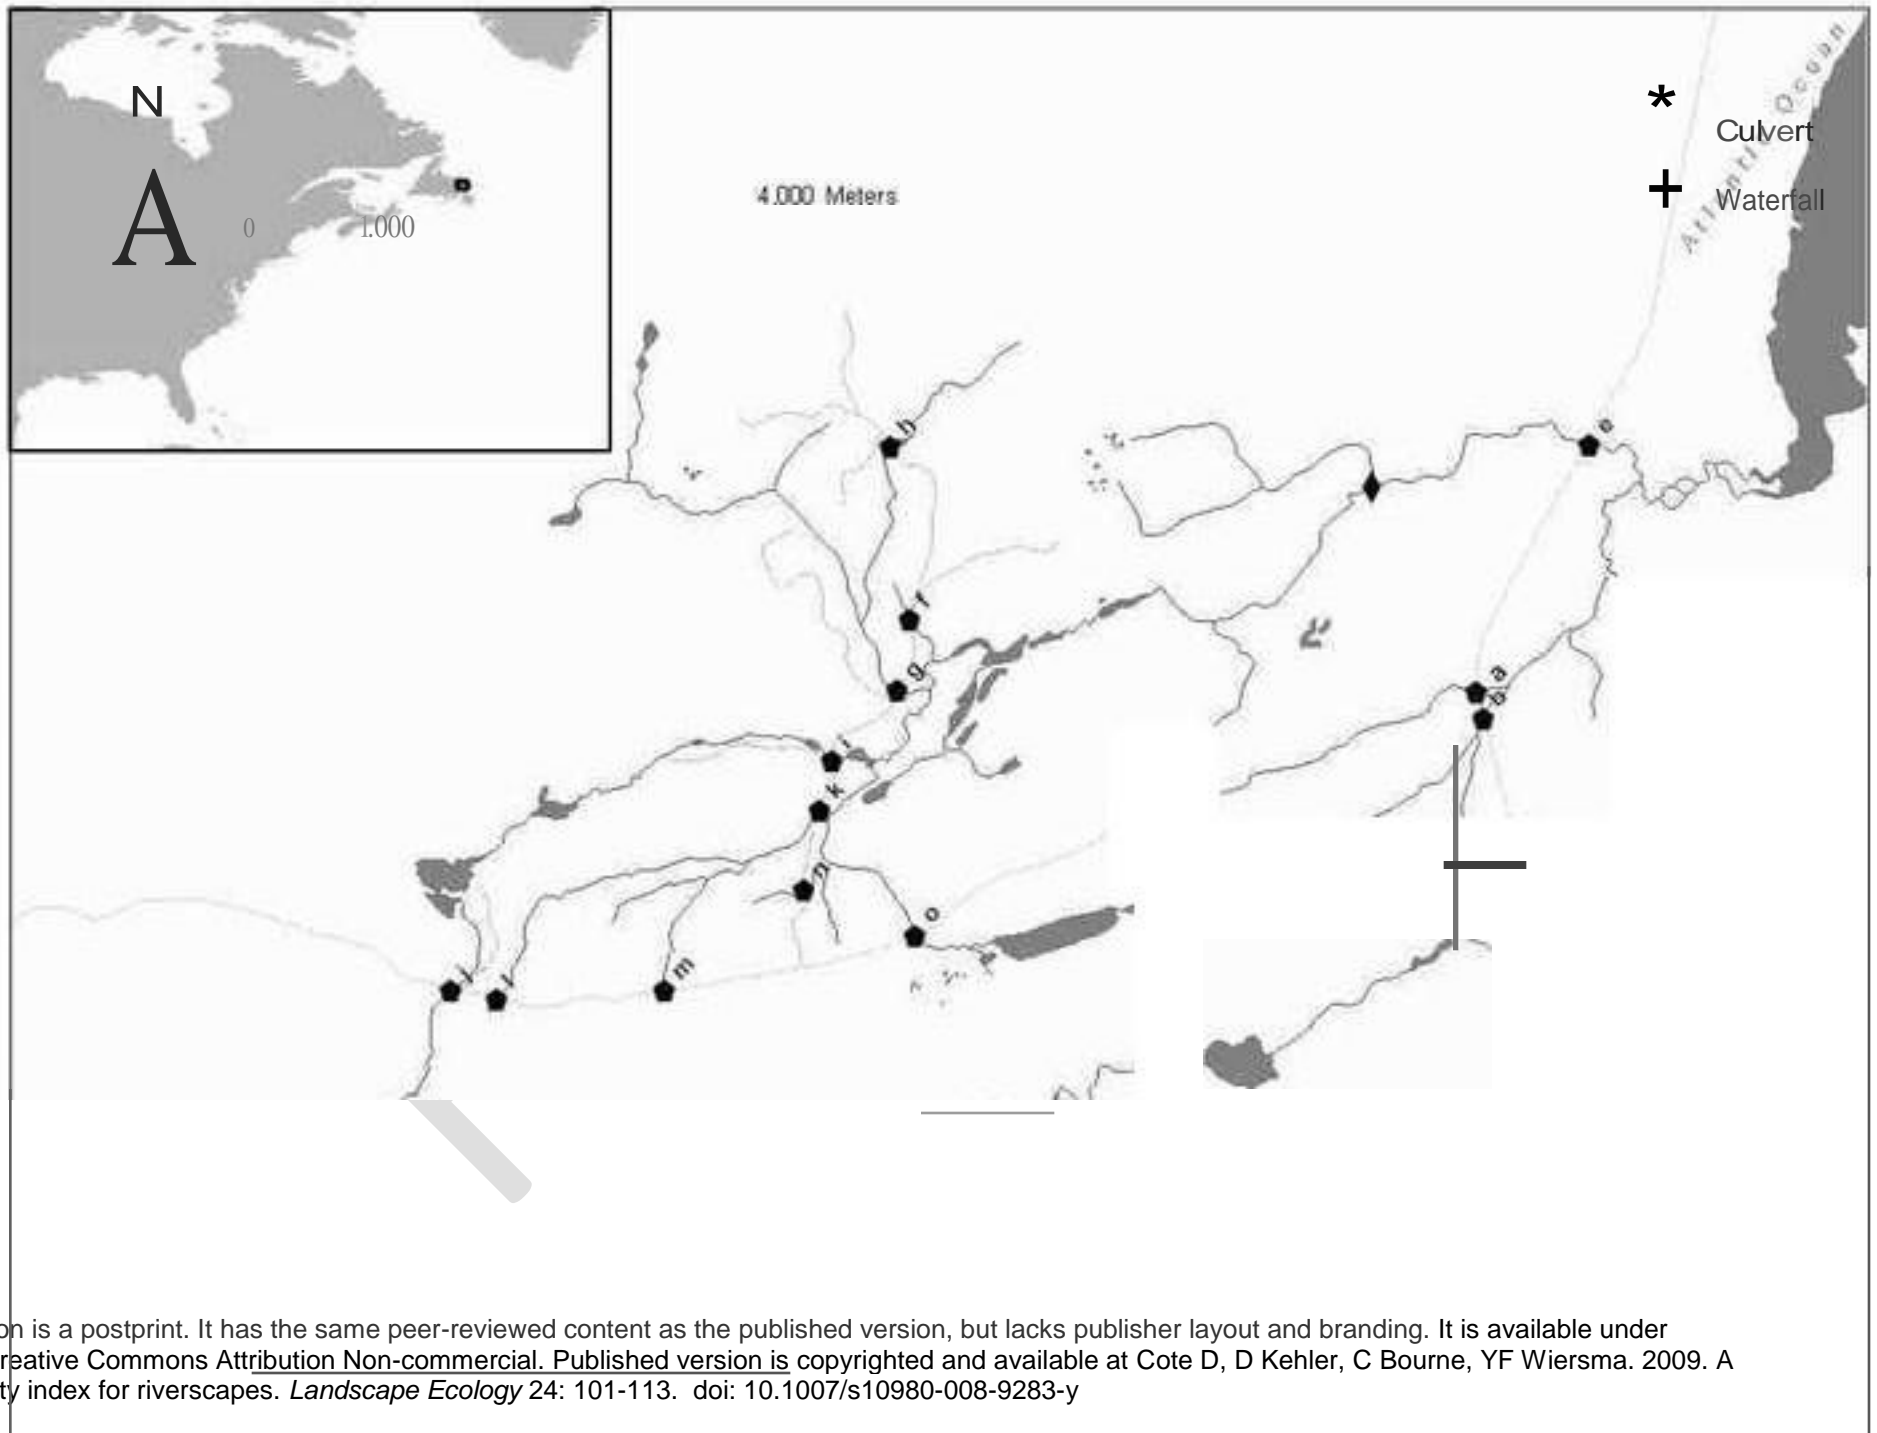 N
A
0 1.000
4.000 Meters
*
Culvert
+
Waterfall
Atlantic Ocean
h
e
f
g
a
b
i
k
n
o
j
l
m
on is a postprint. It has the same peer-reviewed content as the published version, but lacks publisher layout and branding. It is available under
reative Commons Attribution Non-commercial. Published version is copyrighted and available at Cote D, D Kehler, C Bourne, YF Wiersma. 2009. A
ty index for riverscapes. Landscape Ecology 24: 101-113. doi: 10.1007/s10980-008-9283-y